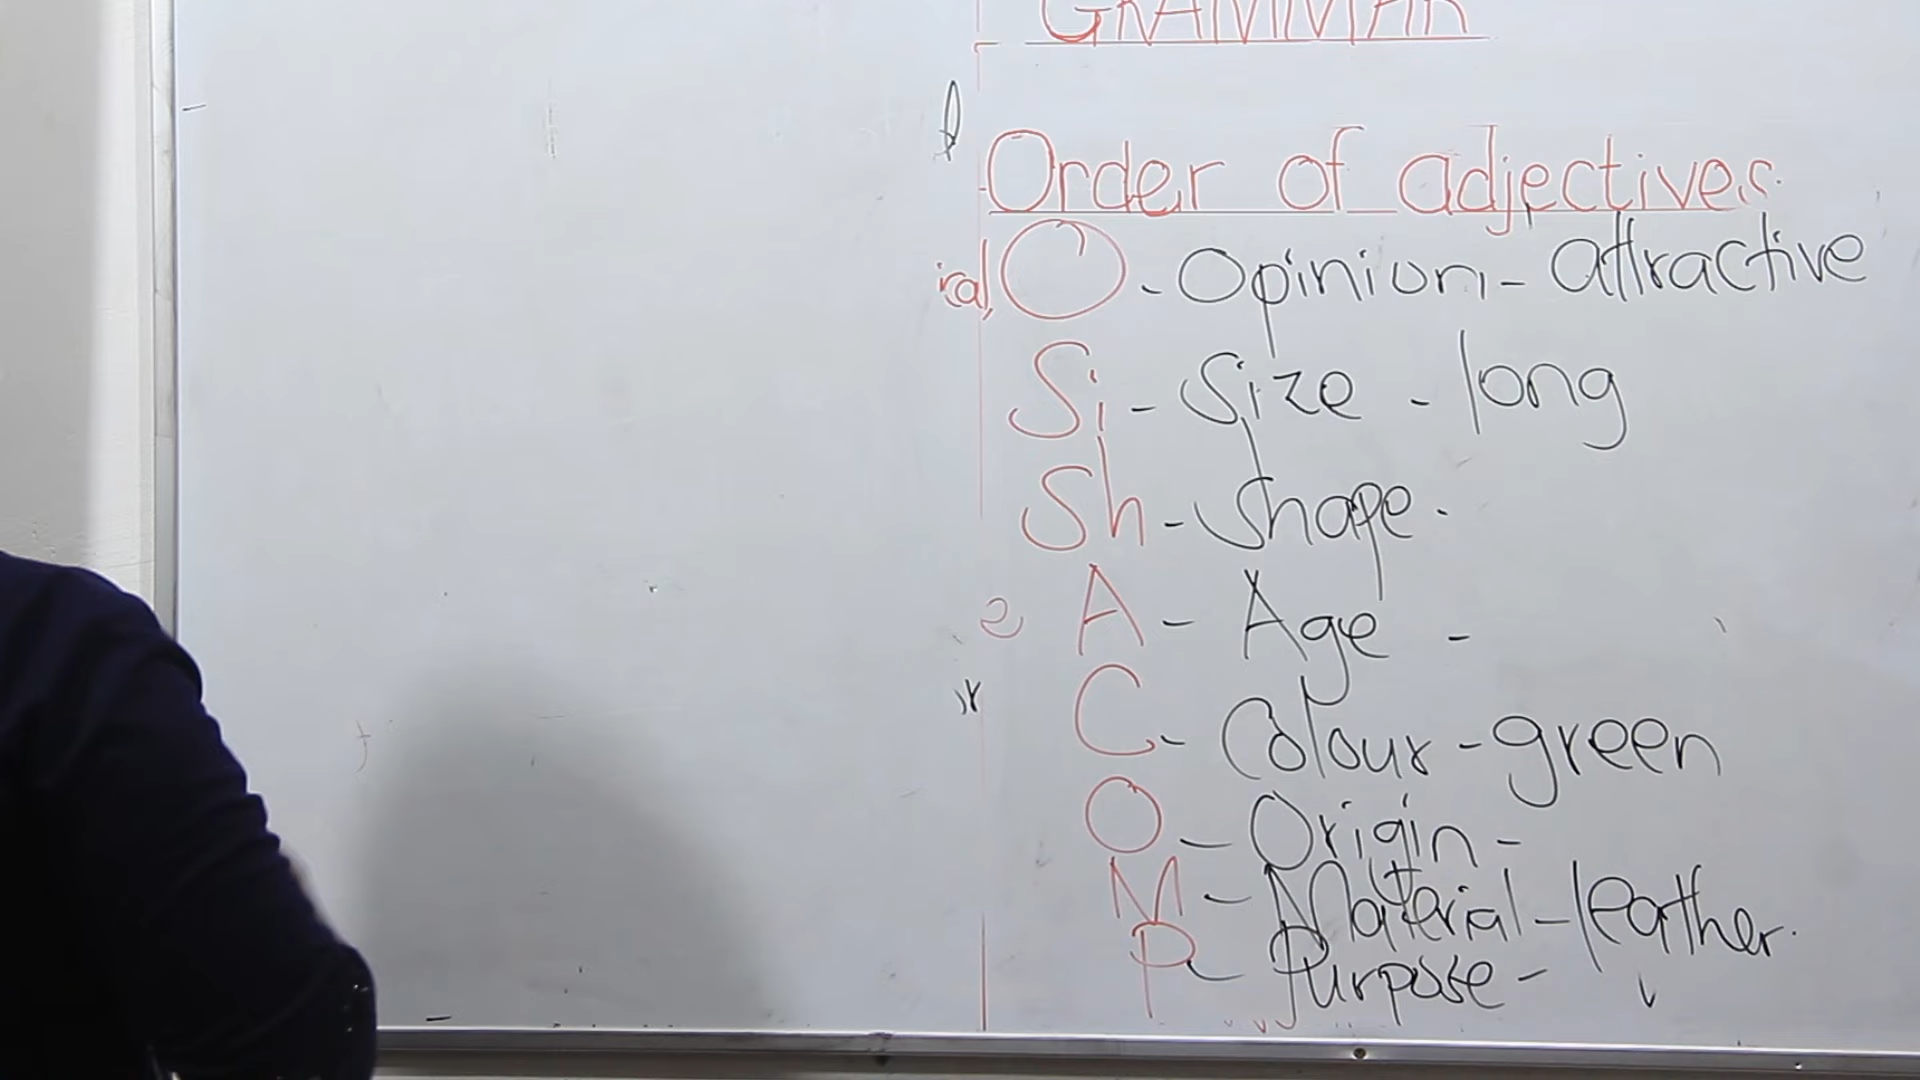 GRAMMAR
Order of adjectives
O - Opinion - attractive
Si - Size - long
Sh - Shape -
A - Age -
C - Colour - green
O - Origin -
M - Material - leather.
P - Purpose -